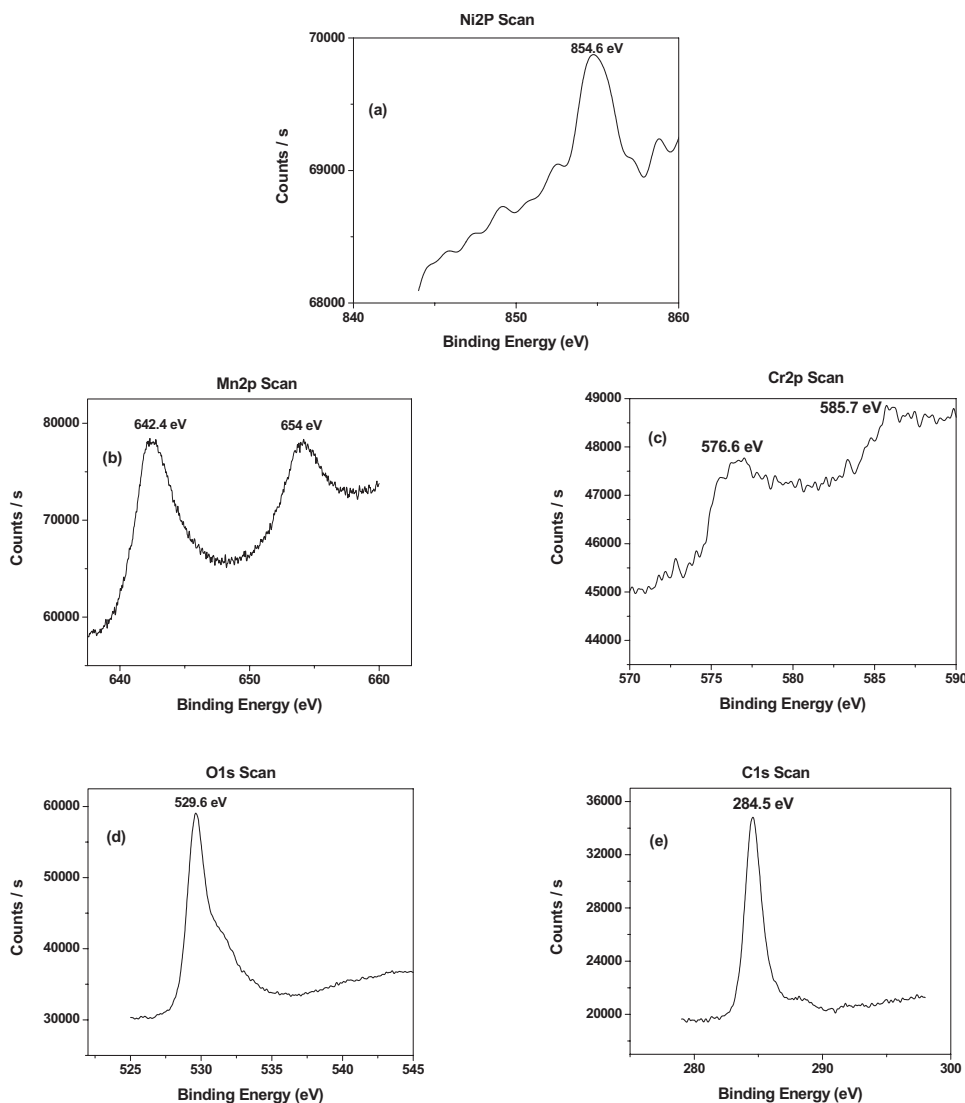 Ni2P Scan
70000
854.6 eV
(a)
Counts / s
69000
68000
840
850
860
Binding Energy (eV)
Mn2p Scan
80000
642.4 eV
654 eV
(b)
Counts / s
70000
60000
640
650
660
Binding Energy (eV)
Cr2p Scan
49000
585.7 eV
48000
(c)
576.6 eV
47000
Counts / s
46000
45000
44000
570
575
580
585
590
Binding Energy (eV)
O1s Scan
60000
529.6 eV
(d)
50000
Counts / s
40000
30000
525
530
535
540
545
Binding Energy (eV)
C1s Scan
36000
284.5 eV
(e)
32000
Counts / s
28000
24000
20000
280
290
300
Binding Energy (eV)